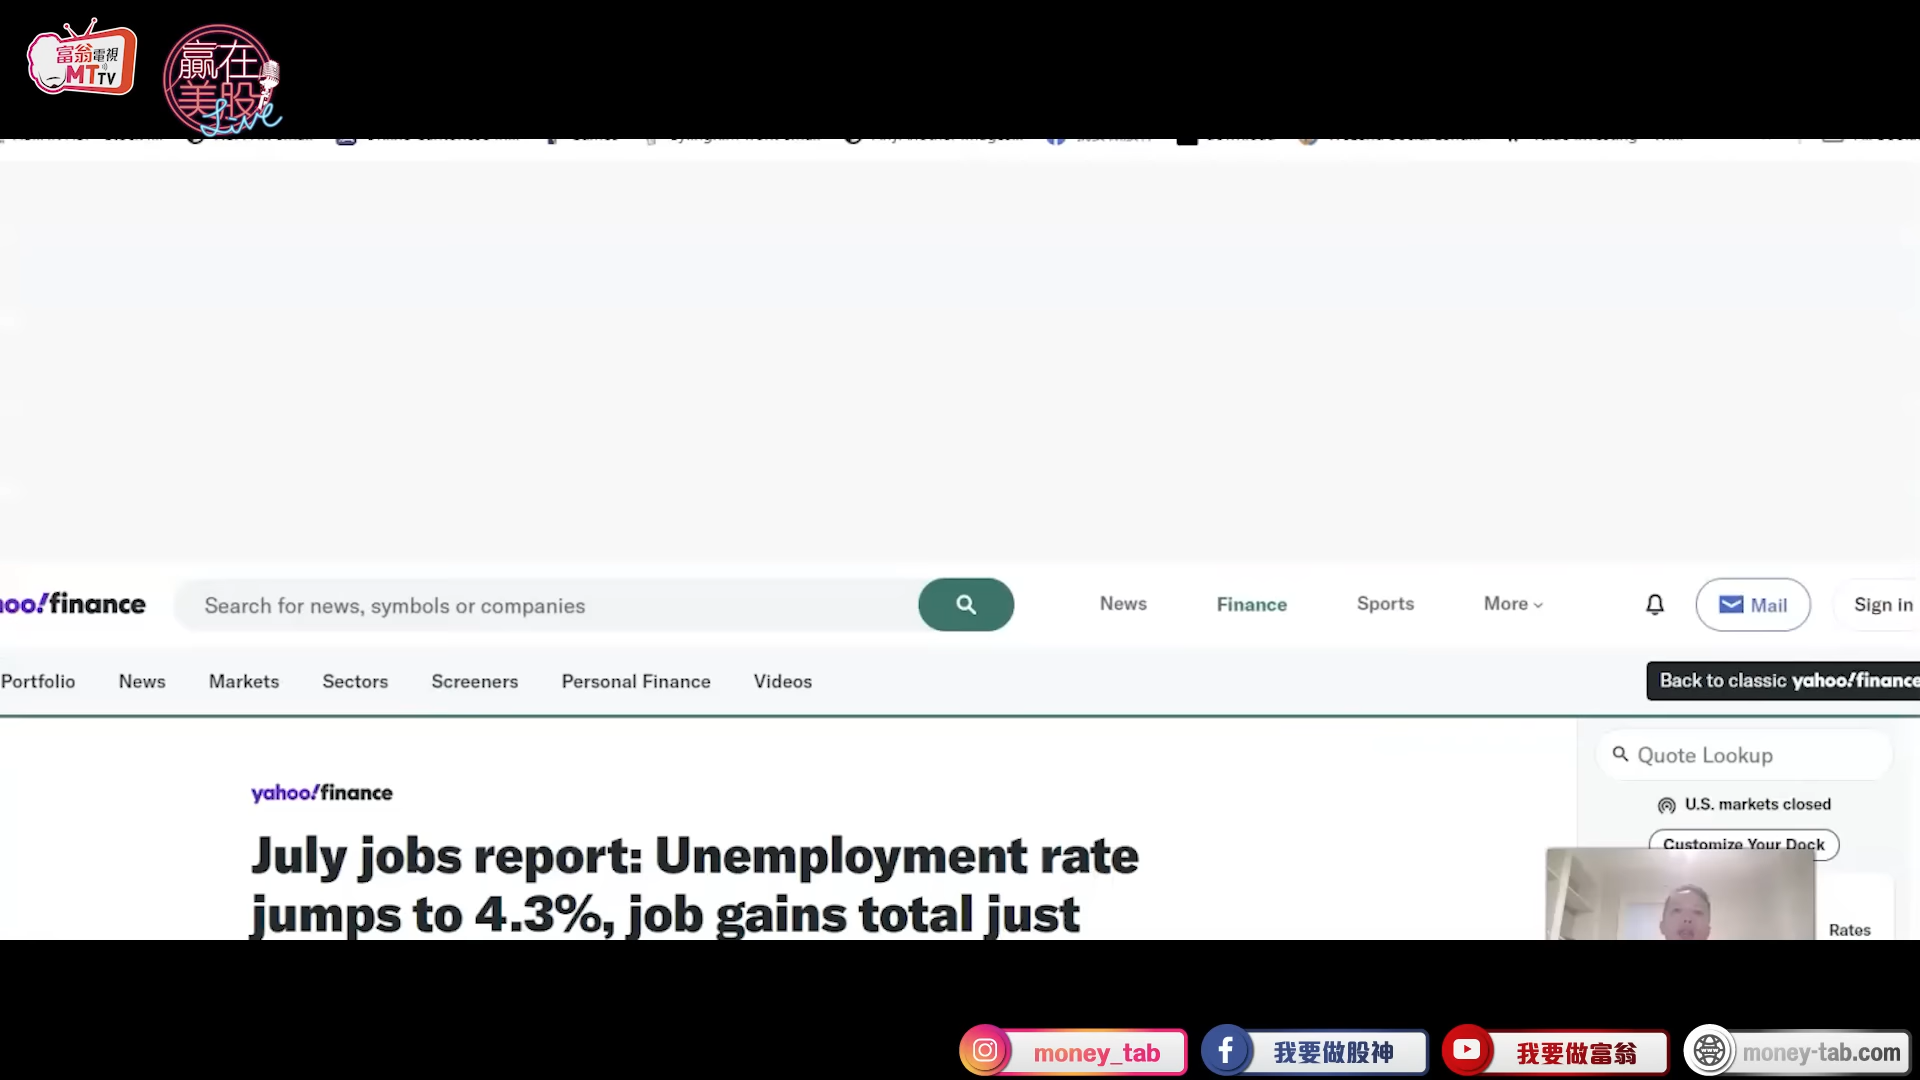 富翁電視
MTTV
贏在
美股
Live
yahoo!finance
Search for news, symbols or companies
News
Finance
Sports
More
Mail
Sign in
Portfolio
News
Markets
Sectors
Screeners
Personal Finance
Videos
Back to classic yahoo!finance
yahoo!finance
July jobs report: Unemployment rate
jumps to 4.3%, job gains total just
Quote Lookup
U.S. markets closed
Customize Your Dock
Rates
money_tab
我要做股神
我要做富翁
money-tab.com